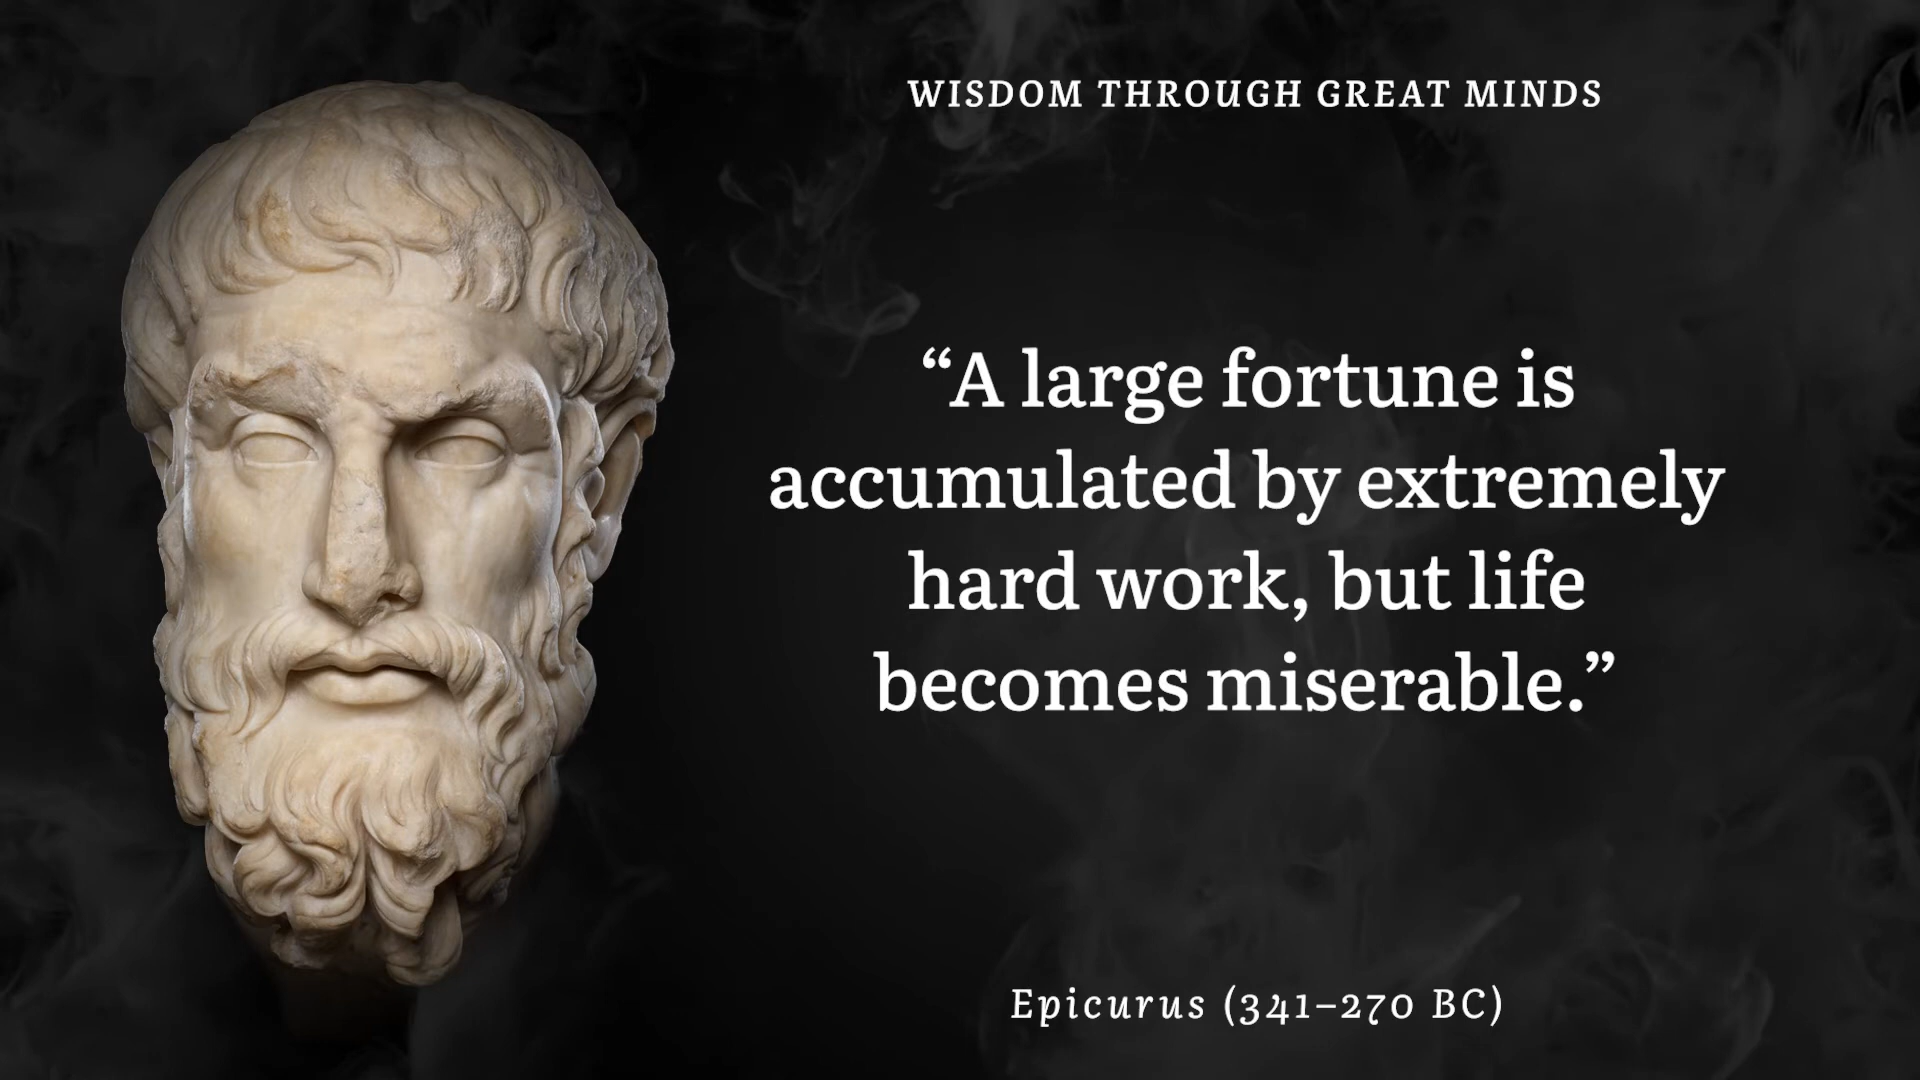 WISDOM THROUGH GREAT MINDS
“A large fortune is
accumulated by extremely
hard work, but life
becomes miserable.”
Epicurus (341–270 BC)